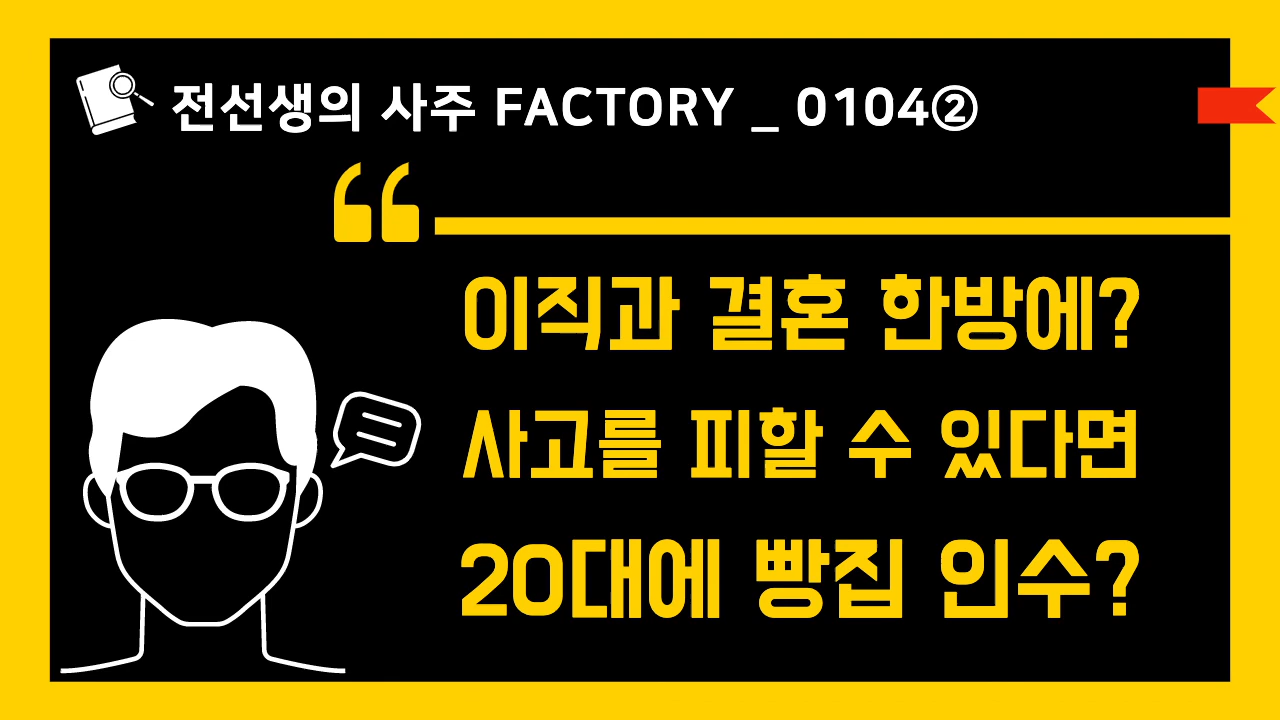 전선생의 사주 FACTORY _ 0104②
이직과 결혼 한방에?
사고를 피할 수 있다면
20대에 빵집 인수?